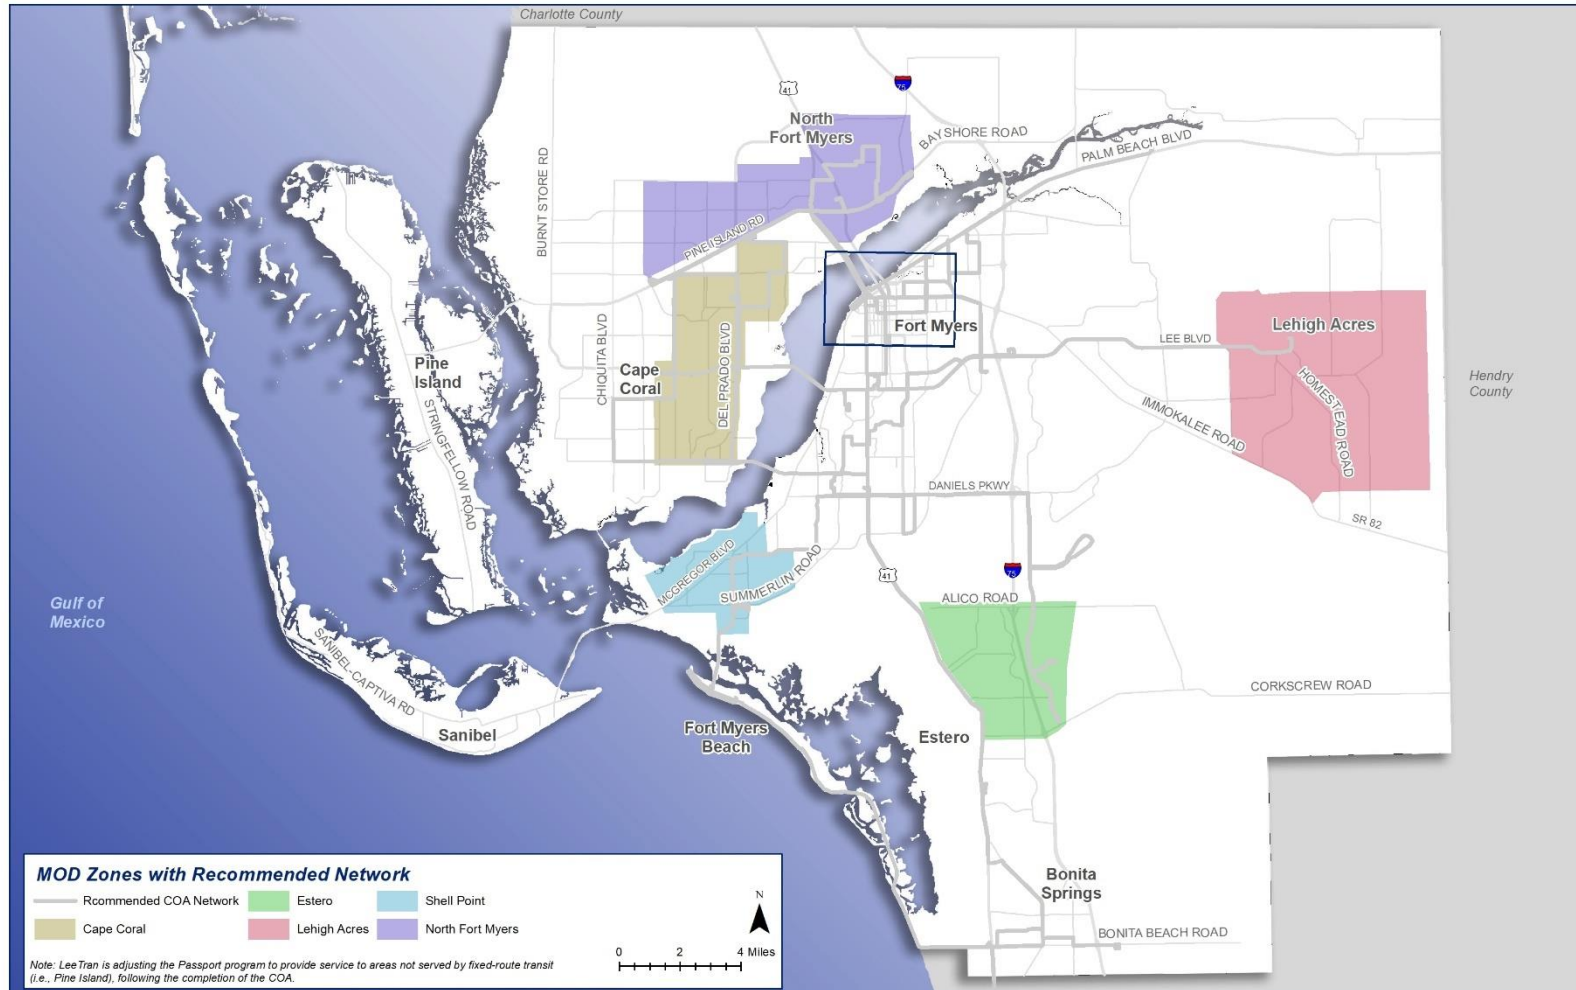 Charlotte County
41
75
North
Fort Myers
BAYSHORE ROAD
PALM BEACH BLVD
BURNT STORE RD
PINE ISLAND RD
Fort Myers
Lehigh Acres
LEE BLVD
Pine
Island
Cape
Coral
CHIQUITA BLVD
DEL PRADO BLVD
HOMESTEAD ROAD
Hendry
County
STRINGFELLOW ROAD
IMMOKALEE ROAD
DANIELS PKWY
SR 82
MCGREGOR BLVD
SUMMERLIN ROAD
41
75
ALICO ROAD
Gulf of
Mexico
SANIBEL-CAPTIVA RD
CORKSCREW ROAD
Sanibel
Fort Myers
Beach
Estero
Bonita
Springs
BONITA BEACH ROAD
MOD Zones with Recommended Network
Rcommended COA Network
Estero
Shell Point
Cape Coral
Lehigh Acres
North Fort Myers
N
0 2 4 Miles
Note: LeeTran is adjusting the Passport program to provide service to areas not served by fixed-route transit
(i.e., Pine Island), following the completion of the COA.